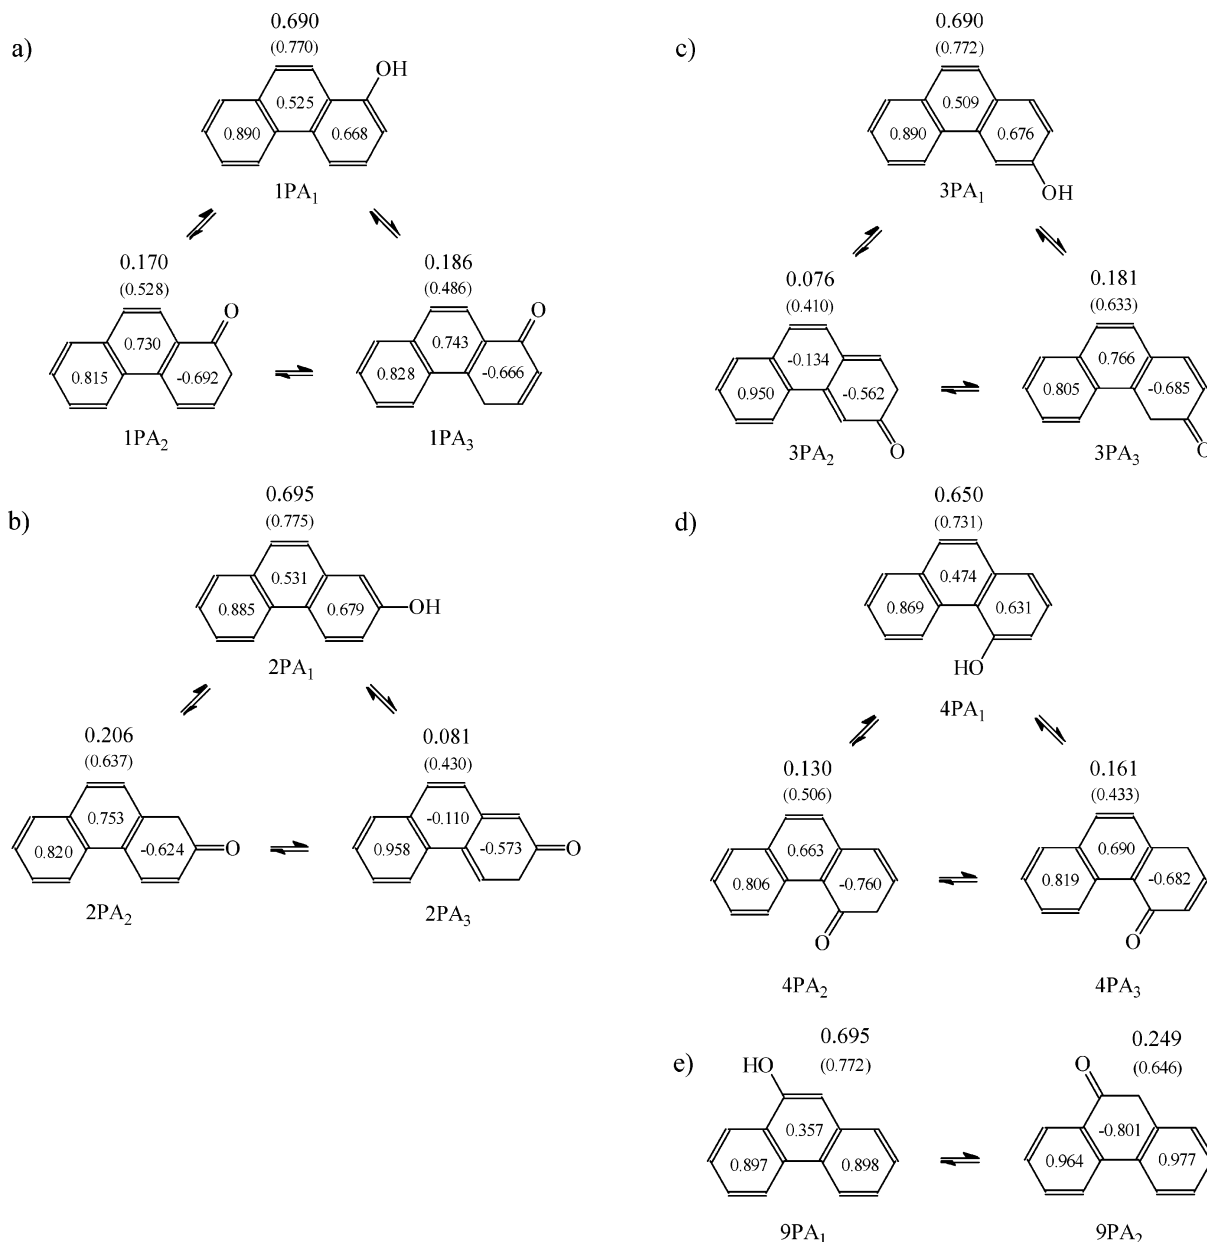 a)
0.690
(0.770)
OH
0.525
0.890
0.668
1PA₁
0.170
(0.528)
O
0.730
0.815
-0.692
1PA₂
0.186
(0.486)
O
0.743
0.828
-0.666
1PA₃
b)
0.695
(0.775)
0.531
0.885
0.679
OH
2PA₁
0.206
(0.637)
0.753
0.820
-0.624
O
2PA₂
0.081
(0.430)
-0.110
0.958
-0.573
O
2PA₃
c)
0.690
(0.772)
0.509
0.890
0.676
OH
3PA₁
0.076
(0.410)
-0.134
0.950
-0.562
O
3PA₂
0.181
(0.633)
0.766
0.805
-0.685
O
3PA₃
d)
0.650
(0.731)
0.474
0.869
0.631
HO
4PA₁
0.130
(0.506)
0.663
0.806
-0.760
O
4PA₂
0.161
(0.433)
0.690
0.819
-0.682
O
4PA₃
e)
0.695
(0.772)
HO
0.357
0.897
0.898
9PA₁
0.249
(0.646)
O
-0.801
0.964
0.977
9PA₂